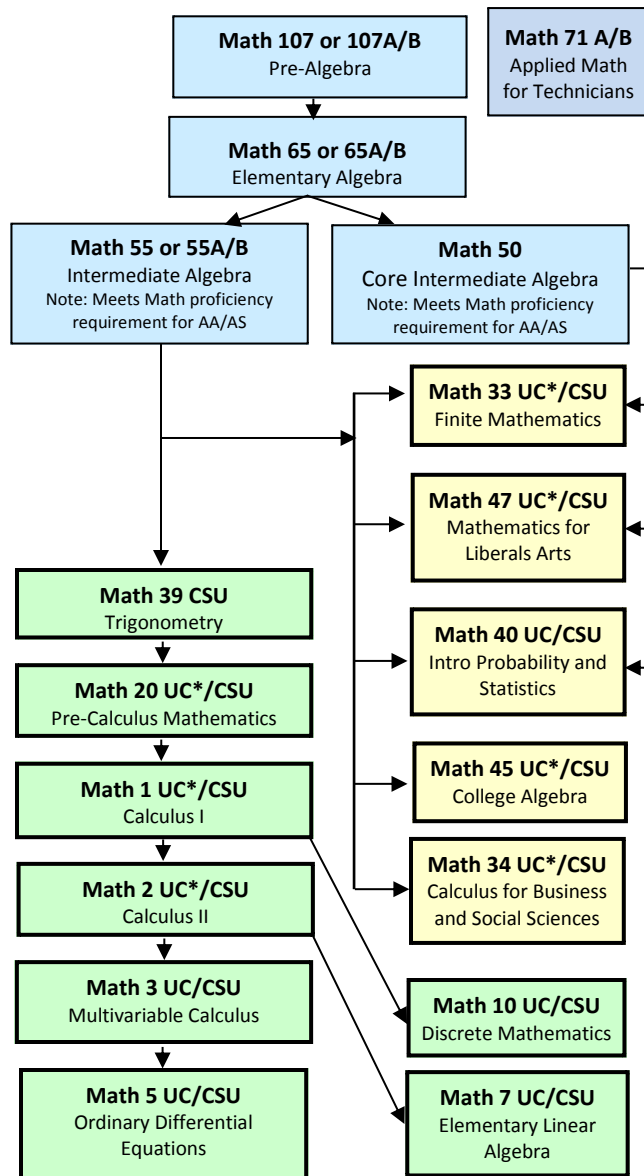 Math 107 or 107A/B
Pre-Algebra
Math 71 A/B
Applied Math
for Technicians
Math 65 or 65A/B
Elementary Algebra
Math 55 or 55A/B
Intermediate Algebra
Note: Meets Math proficiency
requirement for AA/AS
Math 50
Core Intermediate Algebra
Note: Meets Math proficiency
requirement for AA/AS
Math 33 UC*/CSU
Finite Mathematics
Math 47 UC*/CSU
Mathematics for
Liberals Arts
Math 39 CSU
Trigonometry
Math 40 UC/CSU
Intro Probability and
Statistics
Math 20 UC*/CSU
Pre-Calculus Mathematics
Math 1 UC*/CSU
Calculus I
Math 45 UC*/CSU
College Algebra
Math 2 UC*/CSU
Calculus II
Math 34 UC*/CSU
Calculus for Business
and Social Sciences
Math 3 UC/CSU
Multivariable Calculus
Math 10 UC/CSU
Discrete Mathematics
Math 5 UC/CSU
Ordinary Differential
Equations
Math 7 UC/CSU
Elementary Linear
Algebra